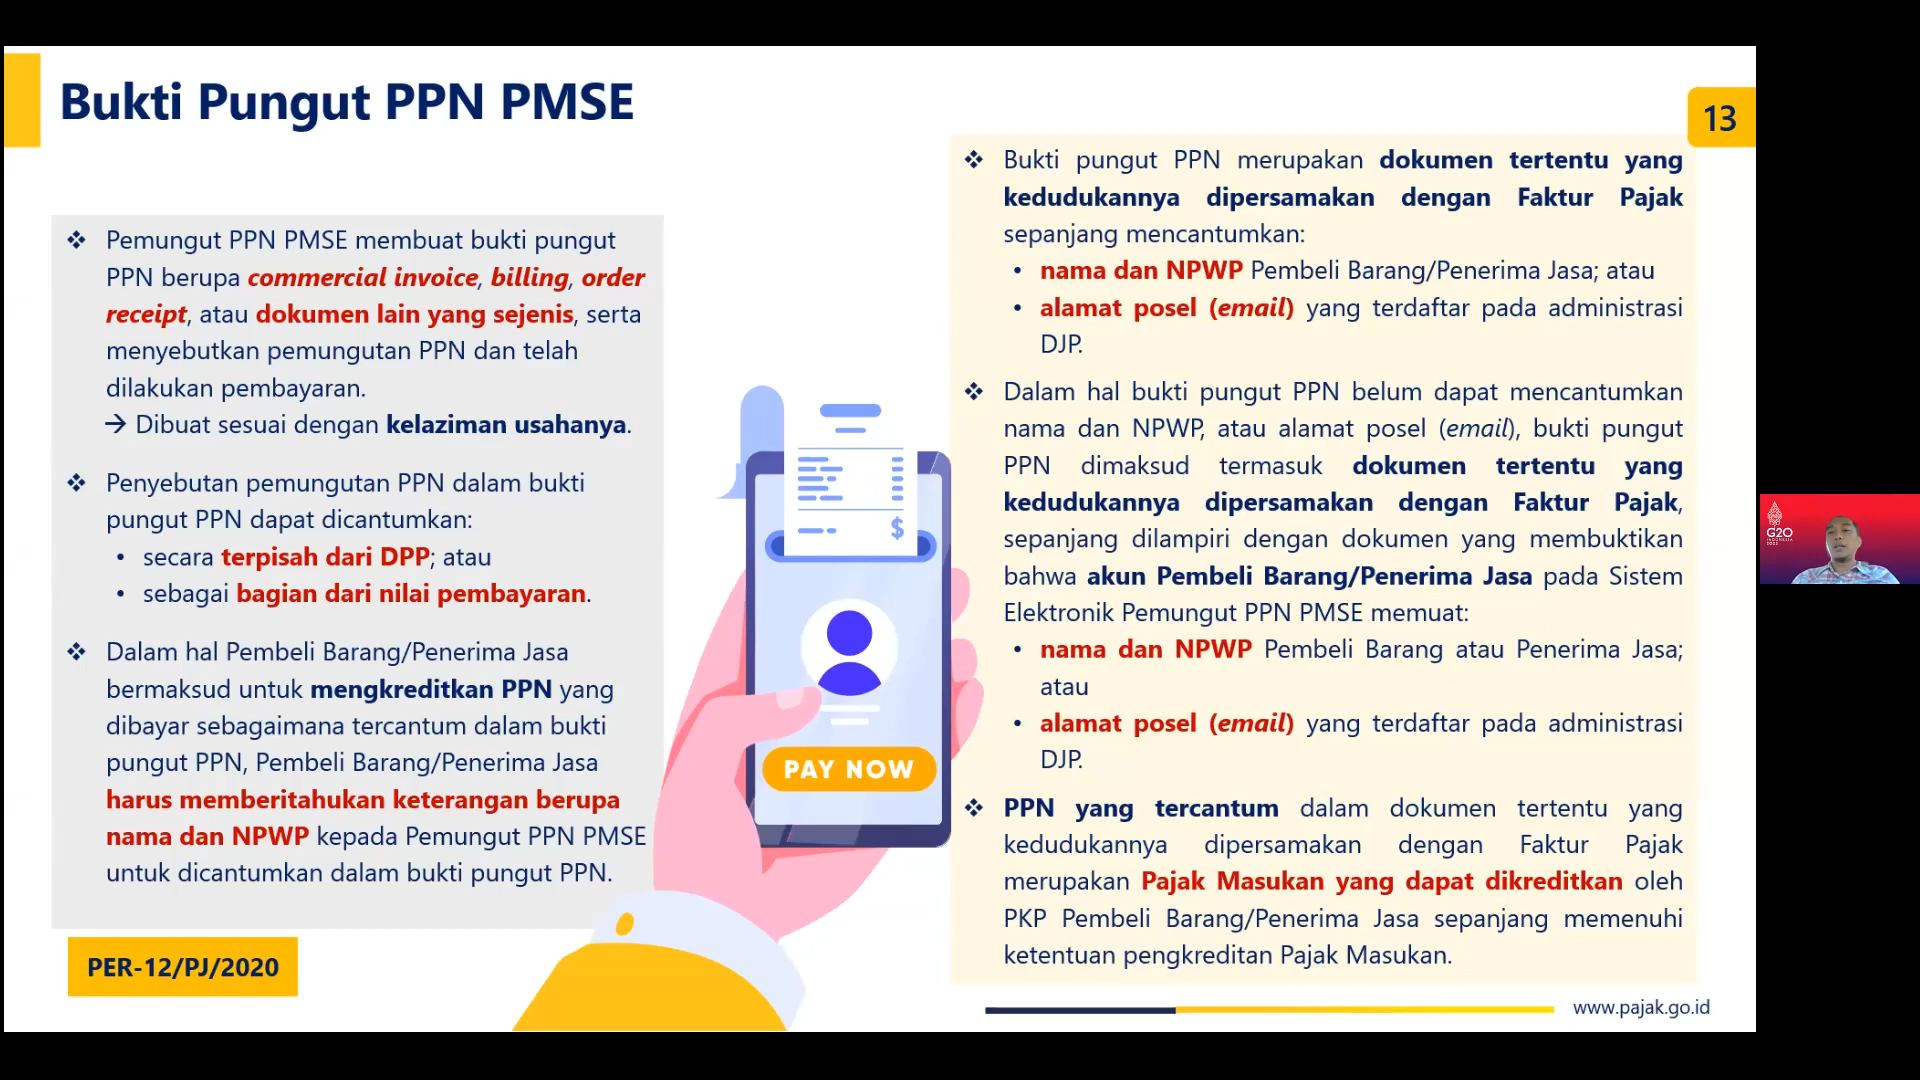 Bukti Pungut PPN PMSE
13
❖ Pemungut PPN PMSE membuat bukti pungut
PPN berupa commercial invoice, billing, order
receipt, atau dokumen lain yang sejenis, serta
menyebutkan pemungutan PPN dan telah
dilakukan pembayaran.
→ Dibuat sesuai dengan kelaziman usahanya.
❖ Penyebutan pemungutan PPN dalam bukti
pungut PPN dapat dicantumkan:
• secara terpisah dari DPP; atau
• sebagai bagian dari nilai pembayaran.
❖ Dalam hal Pembeli Barang/Penerima Jasa
bermaksud untuk mengkreditkan PPN yang
dibayar sebagaimana tercantum dalam bukti
pungut PPN, Pembeli Barang/Penerima Jasa
harus memberitahukan keterangan berupa
nama dan NPWP kepada Pemungut PPN PMSE
untuk dicantumkan dalam bukti pungut PPN.
PER-12/PJ/2020
$
PAY NOW
❖ Bukti pungut PPN merupakan dokumen tertentu yang
kedudukannya dipersamakan dengan Faktur Pajak
sepanjang mencantumkan:
• nama dan NPWP Pembeli Barang/Penerima Jasa; atau
• alamat posel (email) yang terdaftar pada administrasi
DJP.
❖ Dalam hal bukti pungut PPN belum dapat mencantumkan
nama dan NPWP, atau alamat posel (email), bukti pungut
PPN dimaksud termasuk dokumen tertentu yang
kedudukannya dipersamakan dengan Faktur Pajak,
sepanjang dilampiri dengan dokumen yang membuktikan
bahwa akun Pembeli Barang/Penerima Jasa pada Sistem
Elektronik Pemungut PPN PMSE memuat:
• nama dan NPWP Pembeli Barang atau Penerima Jasa;
atau
• alamat posel (email) yang terdaftar pada administrasi
DJP.
❖ PPN yang tercantum dalam dokumen tertentu yang
kedudukannya dipersamakan dengan Faktur Pajak
merupakan Pajak Masukan yang dapat dikreditkan oleh
PKP Pembeli Barang/Penerima Jasa sepanjang memenuhi
ketentuan pengkreditan Pajak Masukan.
www.pajak.go.id
G20
INDONESIA
2022